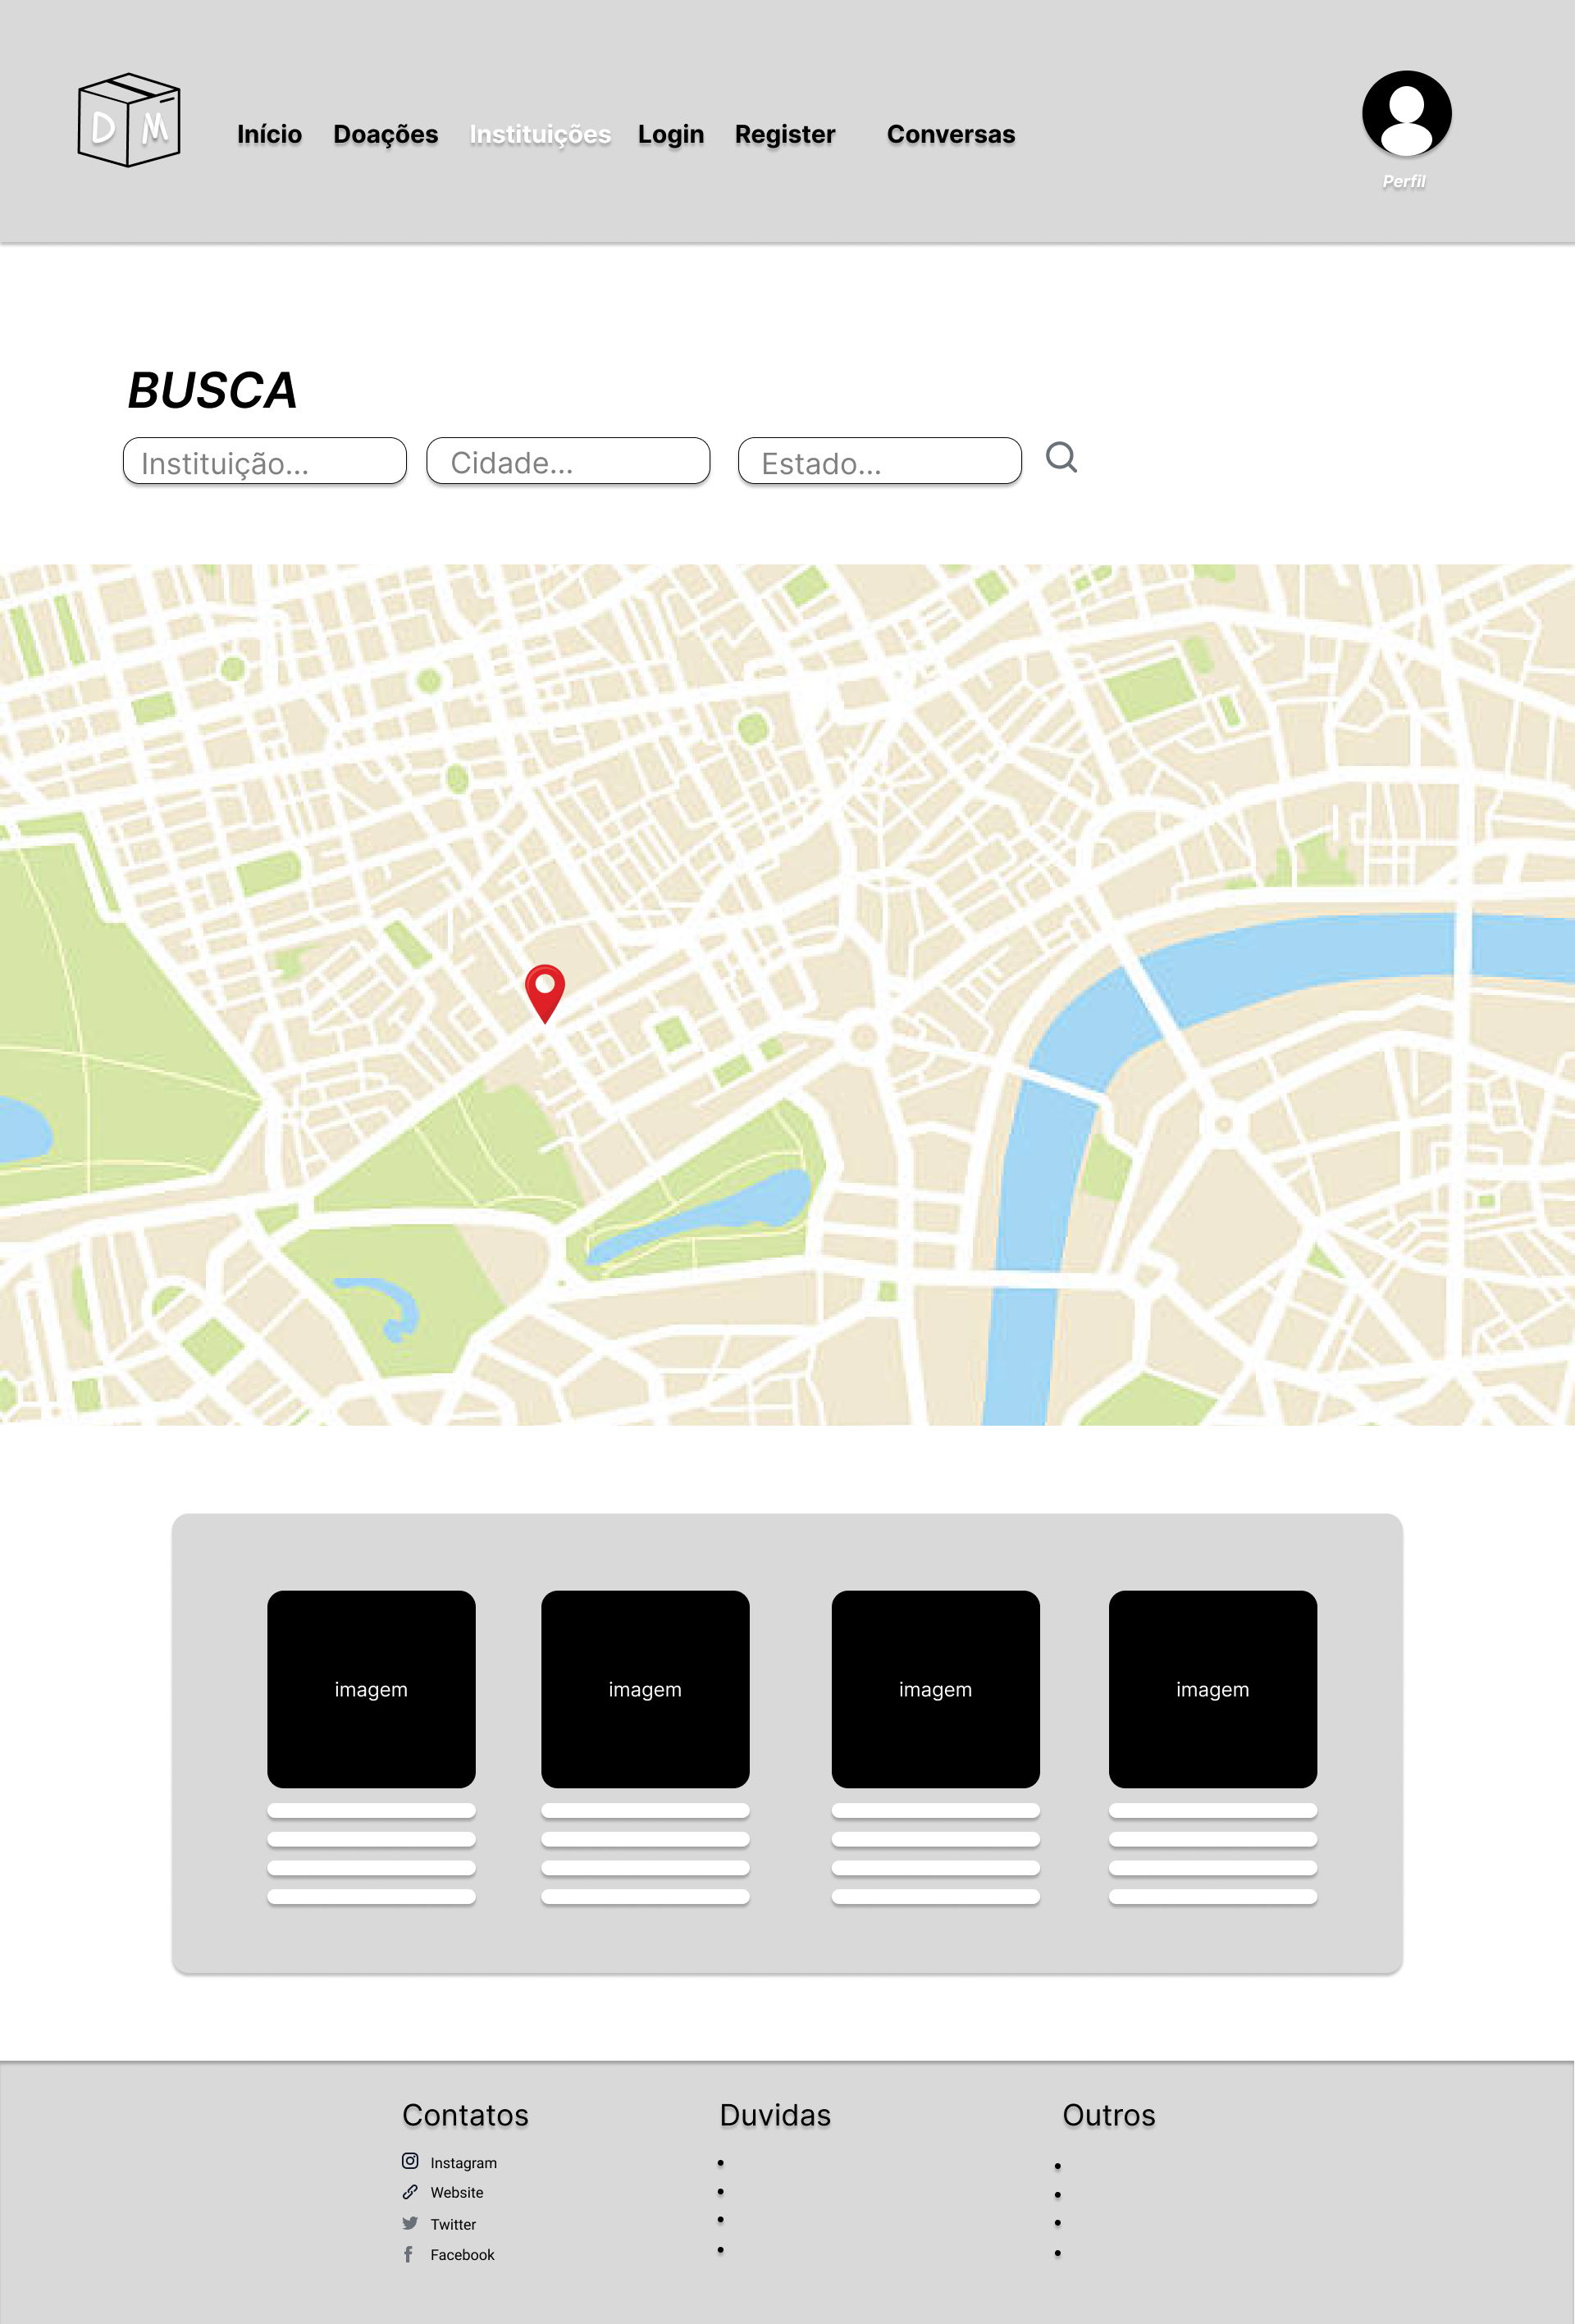 D M
Início Doações Instituições Login Register Conversas
Perfil
BUSCA
Instituição... Cidade... Estado...
imagem imagem imagem imagem
Contatos Duvidas Outros
Instagram
Website
Twitter
Facebook